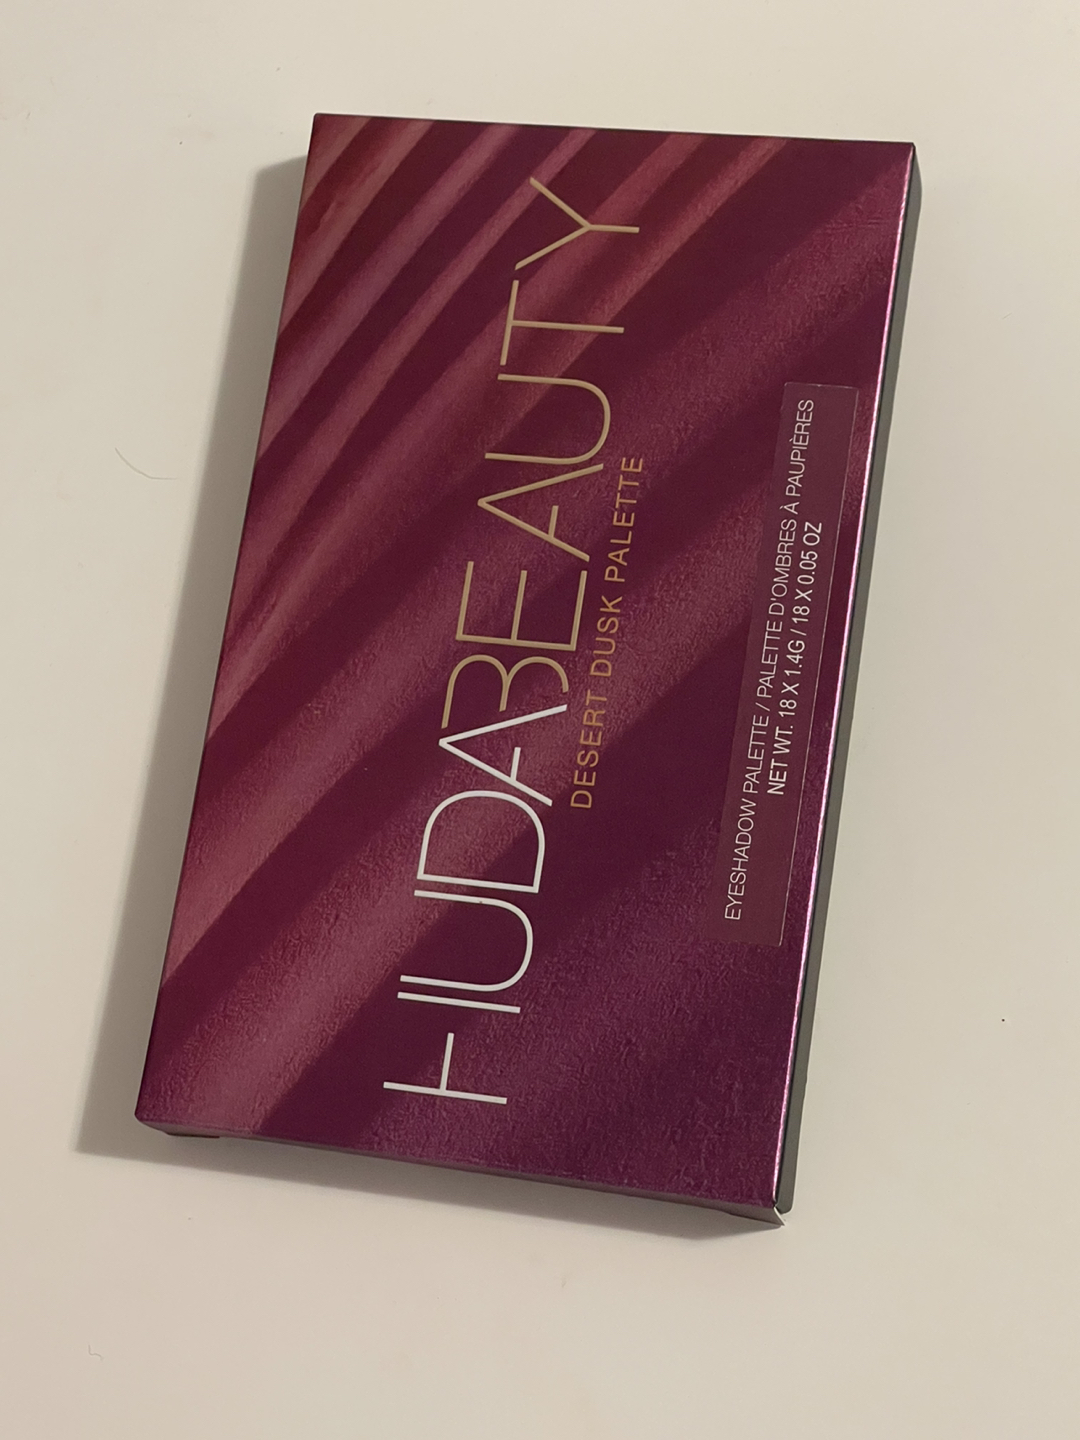 HUDABEAUTY
DESERT DUSK PALETTE
EYESHADOW PALETTE / PALETTE D'OMBRES À PAUPIÈRES
NET WT. 18 X 1.4G / 18 X 0.05 OZ